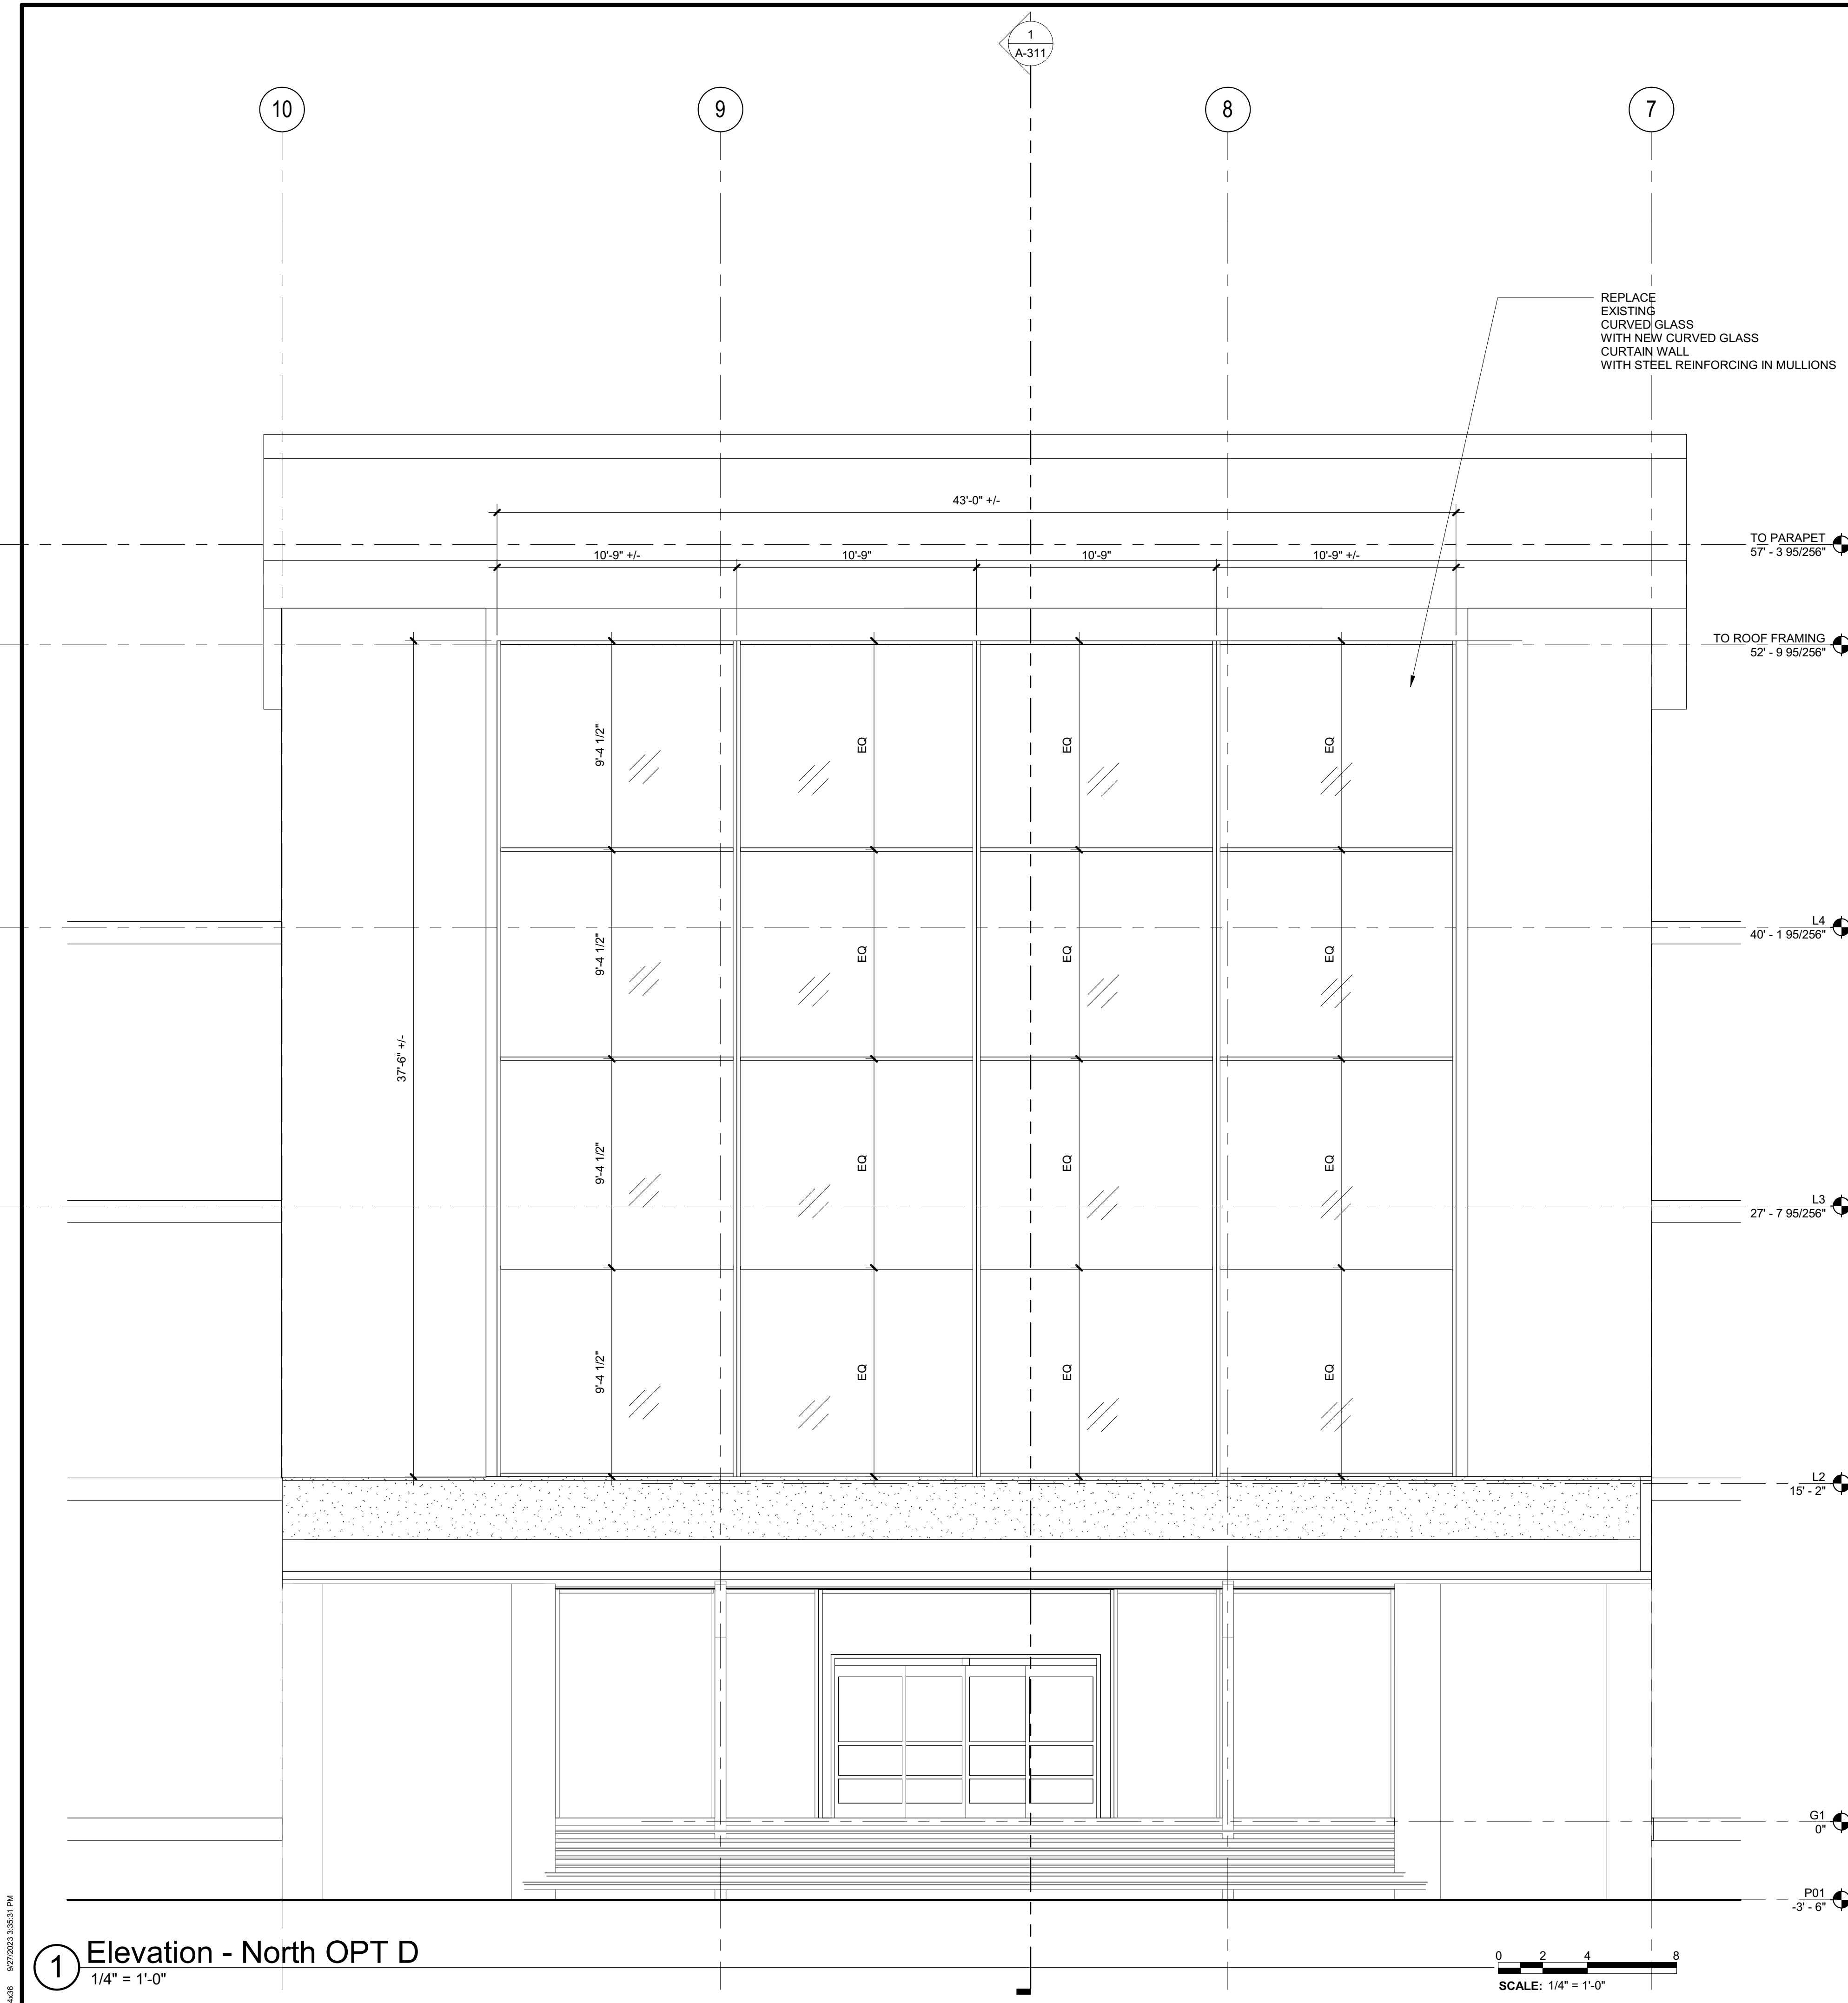 1
A-311
10
9
8
7
REPLACE
EXISTING
CURVED GLASS
WITH NEW CURVED GLASS
CURTAIN WALL
WITH STEEL REINFORCING IN MULLIONS
43'-0" +/-
10'-9" +/-
10'-9"
10'-9"
10'-9" +/-
TO PARAPET
57' - 3 95/256"
TO ROOF FRAMING
52' - 9 95/256"
9'-4 1/2"
EQ
EQ
EQ
L4
40' - 1 95/256"
9'-4 1/2"
EQ
EQ
EQ
37'-6" +/-
9'-4 1/2"
EQ
EQ
EQ
L3
27' - 7 95/256"
9'-4 1/2"
EQ
EQ
EQ
L2
15' - 2"
G1
0"
P01
-3' - 6"
9/27/2023 3:35:31 PM
4x36
1
Elevation - North OPT D
1/4" = 1'-0"
0 2 4 8
SCALE: 1/4" = 1'-0"